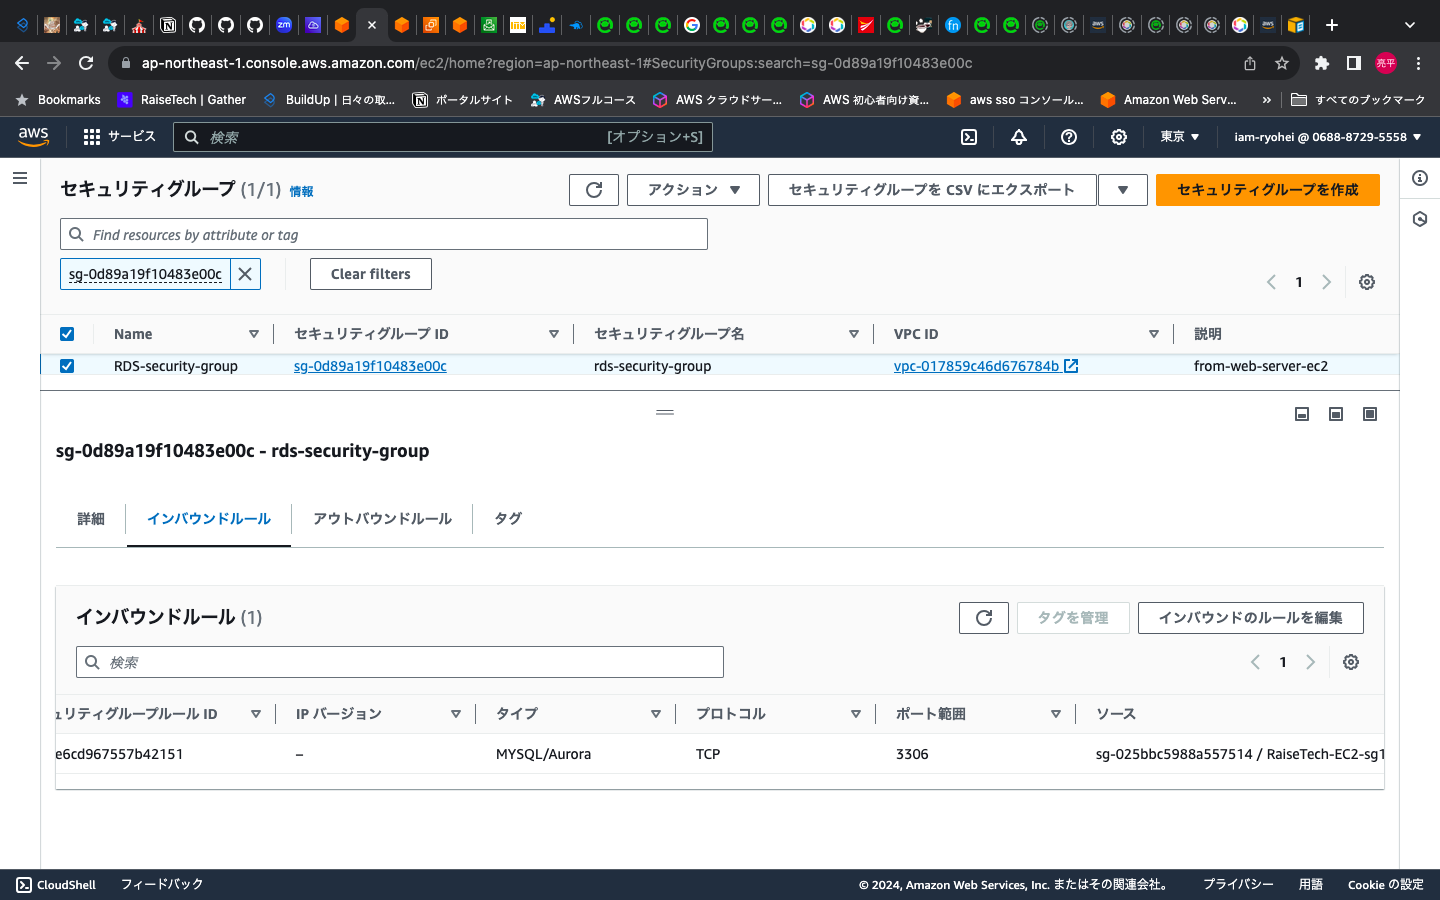 ap-northeast-1.console.aws.amazon.com/ec2/home?region=ap-northeast-1#SecurityGroups:search=sg-0d89a19f10483e00c
亮平
Bookmarks RaiseTech | Gather BuildUp | 日々の取... ポータルサイト AWSフルコース AWS クラウドサー... AWS 初心者向け資... aws sso コンソール... Amazon Web Serv... » すべてのブックマーク
aws サービス 検索 [オプション+S] 東京 iam-ryohei @ 0688-8729-5558
セキュリティグループ (1/1) 情報 アクション セキュリティグループを CSV にエクスポート セキュリティグループを作成
Find resources by attribute or tag
sg-0d89a19f10483e00c Clear filters 1
Name セキュリティグループ ID セキュリティグループ名 VPC ID 説明
RDS-security-group sg-0d89a19f10483e00c rds-security-group vpc-017859c46d676784b from-web-server-ec2
sg-0d89a19f10483e00c - rds-security-group
詳細 インバウンドルール アウトバウンドルール タグ
インバウンドルール (1) タグを管理 インバウンドのルールを編集
検索 1
ュリティグループルール ID IP バージョン タイプ プロトコル ポート範囲 ソース
e6cd967557b42151 – MYSQL/Aurora TCP 3306 sg-025bbc5988a557514 / RaiseTech-EC2-sg1
CloudShell フィードバック © 2024, Amazon Web Services, Inc. またはその関連会社。 プライバシー 用語 Cookie の設定